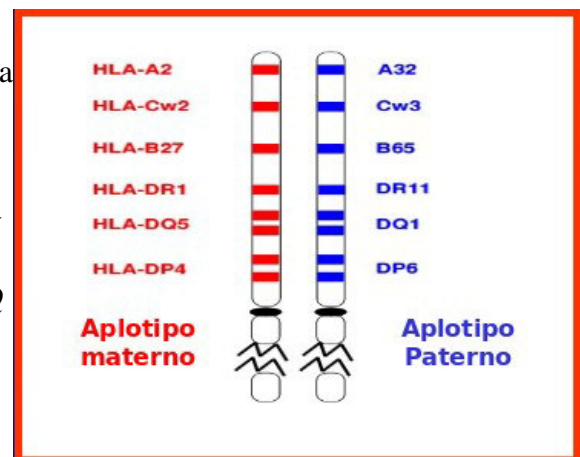 a
HLA-A2 A32
HLA-Cw2 Cw3
HLA-B27 B65
HLA-DR1 DR11
HLA-DQ5 DQ1
HLA-DP4 DP6
Aplotipo
materno
Aplotipo
Paterno